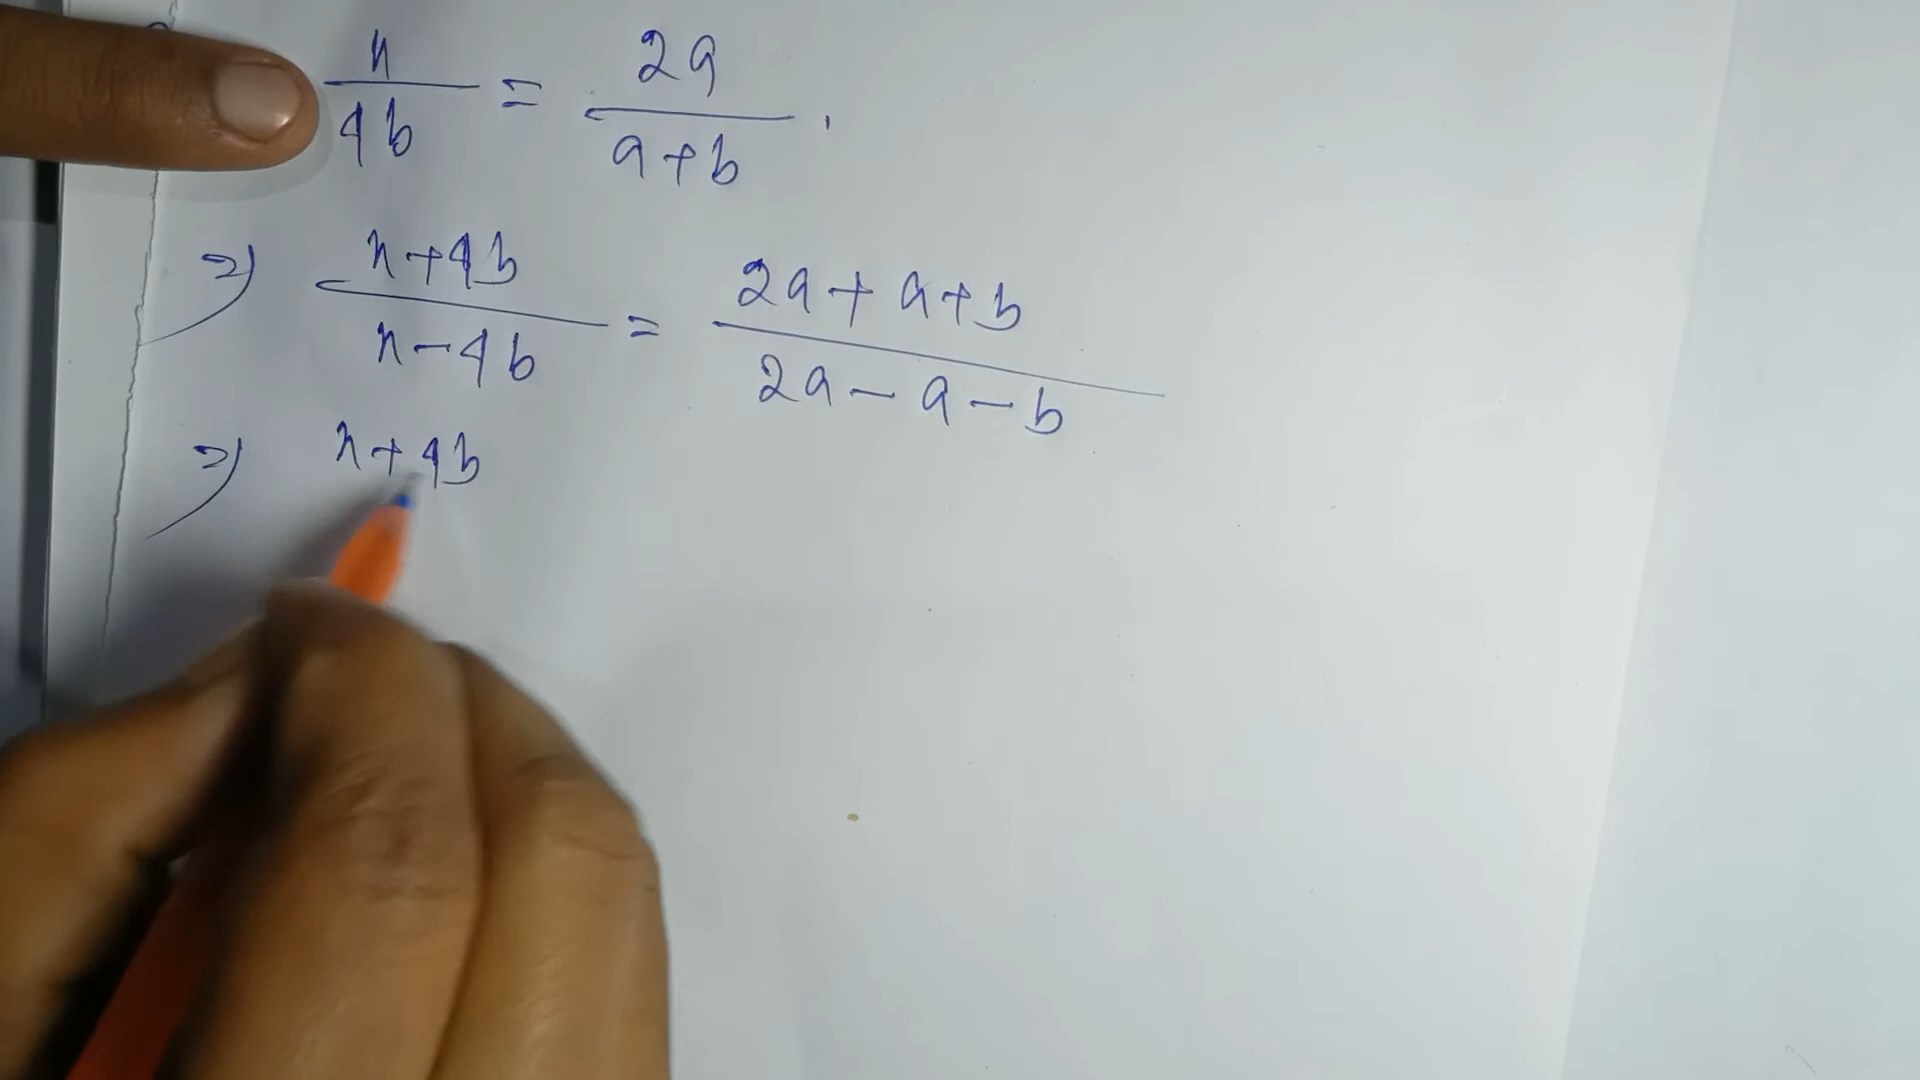 x/4b = 2a/a+b .
⇒ x+4b/x-4b = 2a+a+b/2a-a-b
⇒ x+4b